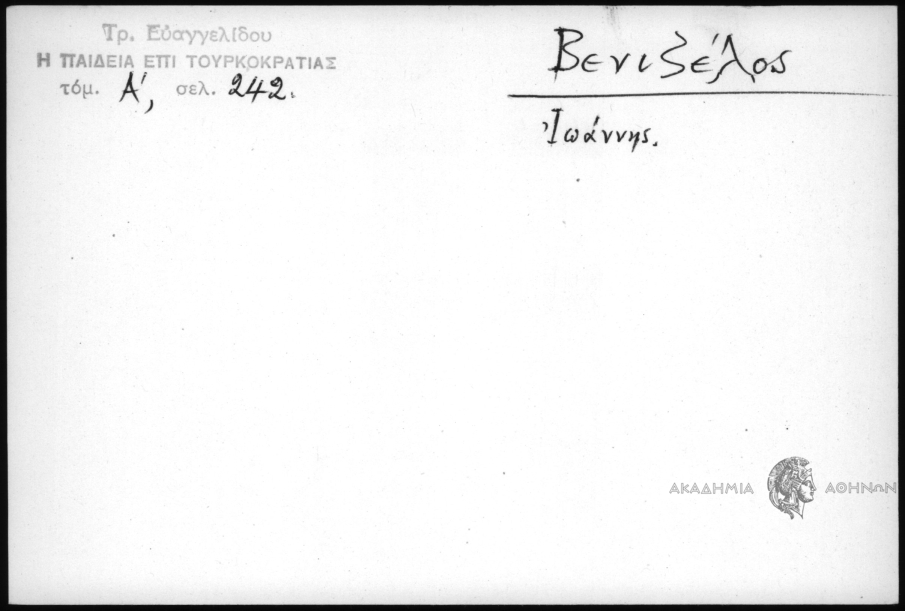 Τρ. Εὐαγγελίδου
Η ΠΑΙΔΕΙΑ ΕΠΙ ΤΟΥΡΚΟΚΡΑΤΙΑΣ
τόμ. Α΄, σελ. 242.
Βενιζέλος
Ἰωάννης.
ΑΚΑΔΗΜΙΑ ΑΘΗΝΩΝ